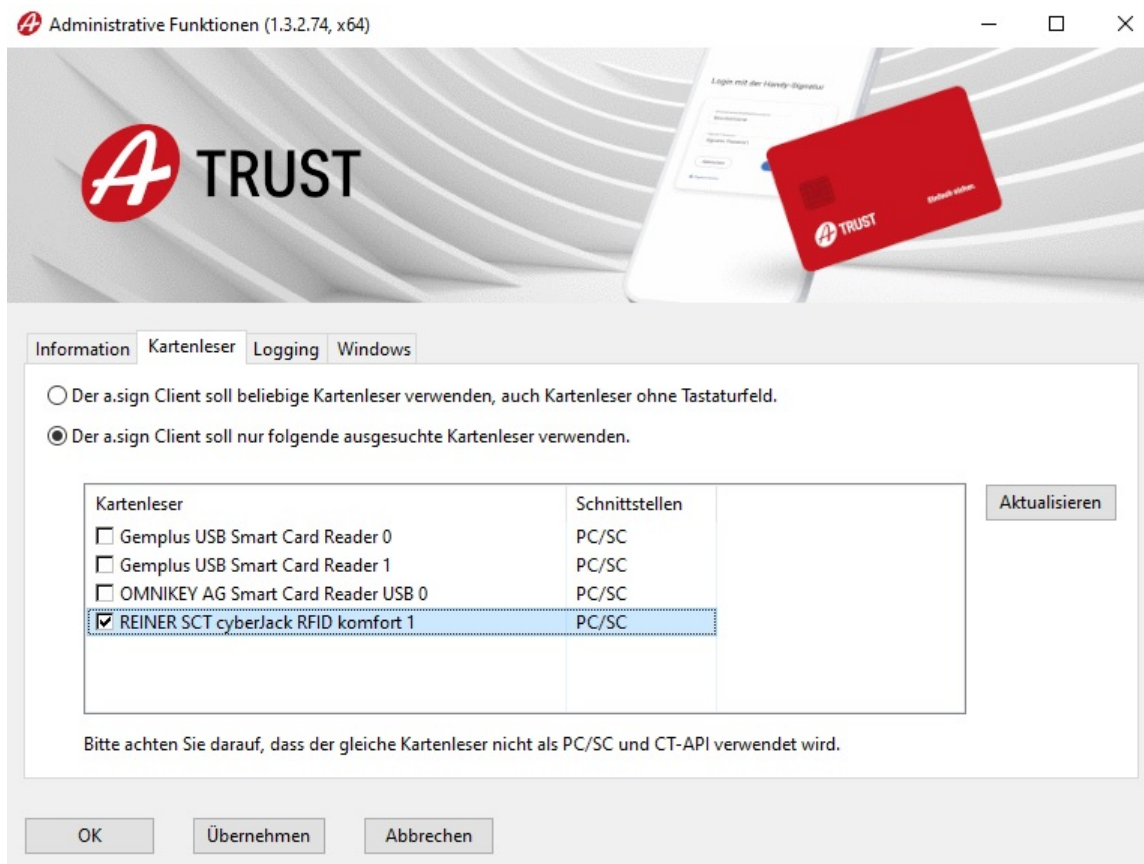 Administrative Funktionen (1.3.2.74, x64)
Login mit der Handy-Signatur
A TRUST
Einfach sicher.
A TRUST
Information Kartenleser Logging Windows
Der a.sign Client soll beliebige Kartenleser verwenden, auch Kartenleser ohne Tastaturfeld.
Der a.sign Client soll nur folgende ausgesuchte Kartenleser verwenden.
Kartenleser Schnittstellen
Aktualisieren
Gemplus USB Smart Card Reader 0 PC/SC
Gemplus USB Smart Card Reader 1 PC/SC
OMNIKEY AG Smart Card Reader USB 0 PC/SC
REINER SCT cyberJack RFID komfort 1 PC/SC
Bitte achten Sie darauf, dass der gleiche Kartenleser nicht als PC/SC und CT-API verwendet wird.
OK Übernehmen Abbrechen